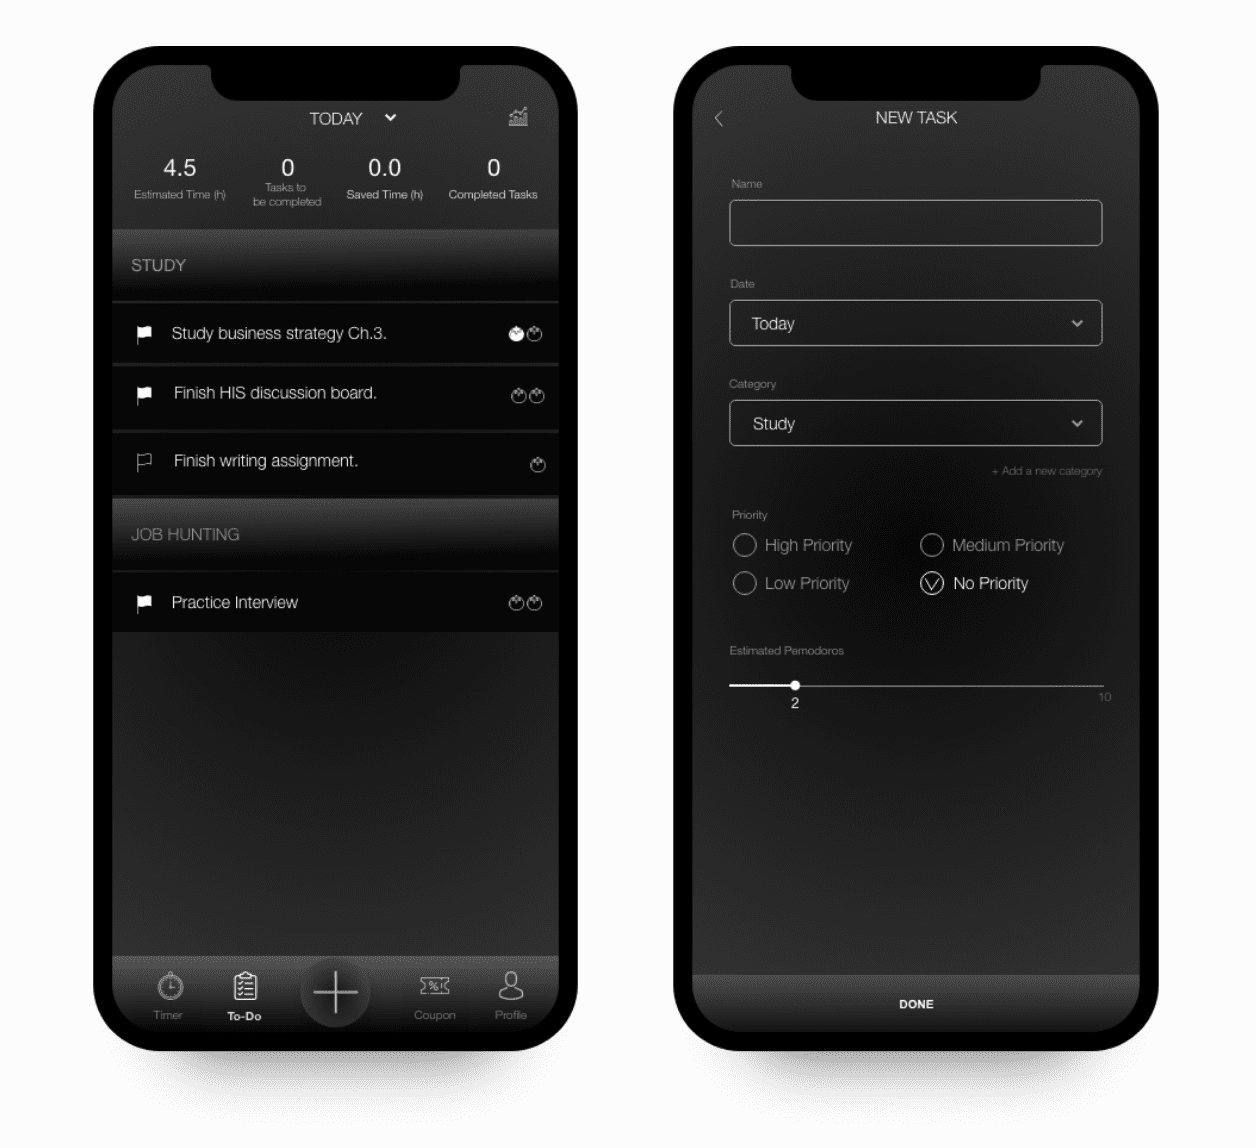 TODAY
4.5
Estimated Time (h)
0
Tasks to
be completed
0.0
Saved Time (h)
0
Completed Tasks
STUDY
Study business strategy Ch.3.
Finish HIS discussion board.
Finish writing assignment.
JOB HUNTING
Practice Interview
Timer
To-Do
%
Coupon
Profile
NEW TASK
Name
Date
Today
Category
Study
+ Add a new category
Priority
High Priority
Medium Priority
Low Priority
No Priority
Estimated Pemodoros
2
10
DONE